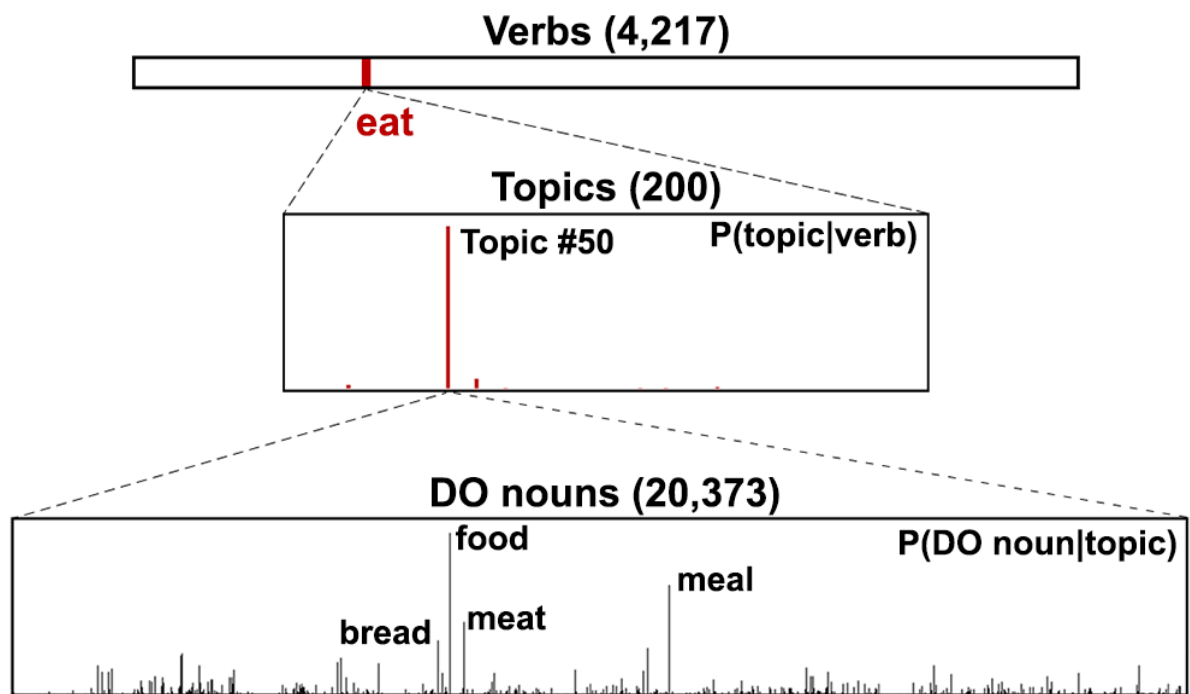 Verbs (4,217)
eat
Topics (200)
Topic #50
P(topic|verb)
DO nouns (20,373)
food
P(DO noun|topic)
meal
bread
meat